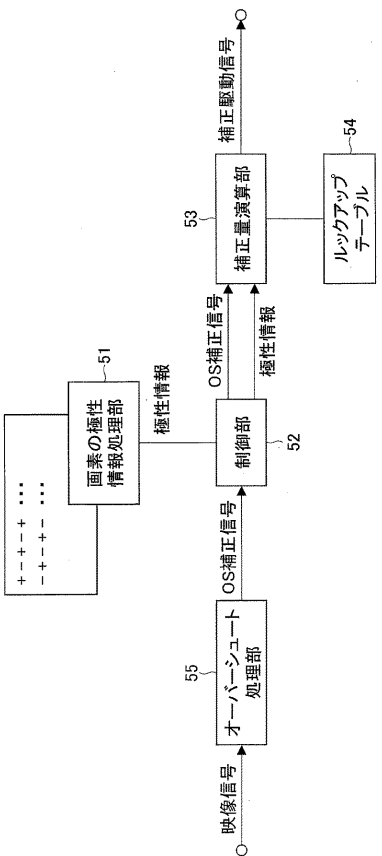 映像信号
55
オーバーシュート
処理部
OS補正信号
+-+-+ ...
-+-+- ...
51
画素の極性
情報処理部
極性情報
制御部
52
OS補正信号
極性情報
53
補正量演算部
補正駆動信号
54
ルックアップ
テーブル